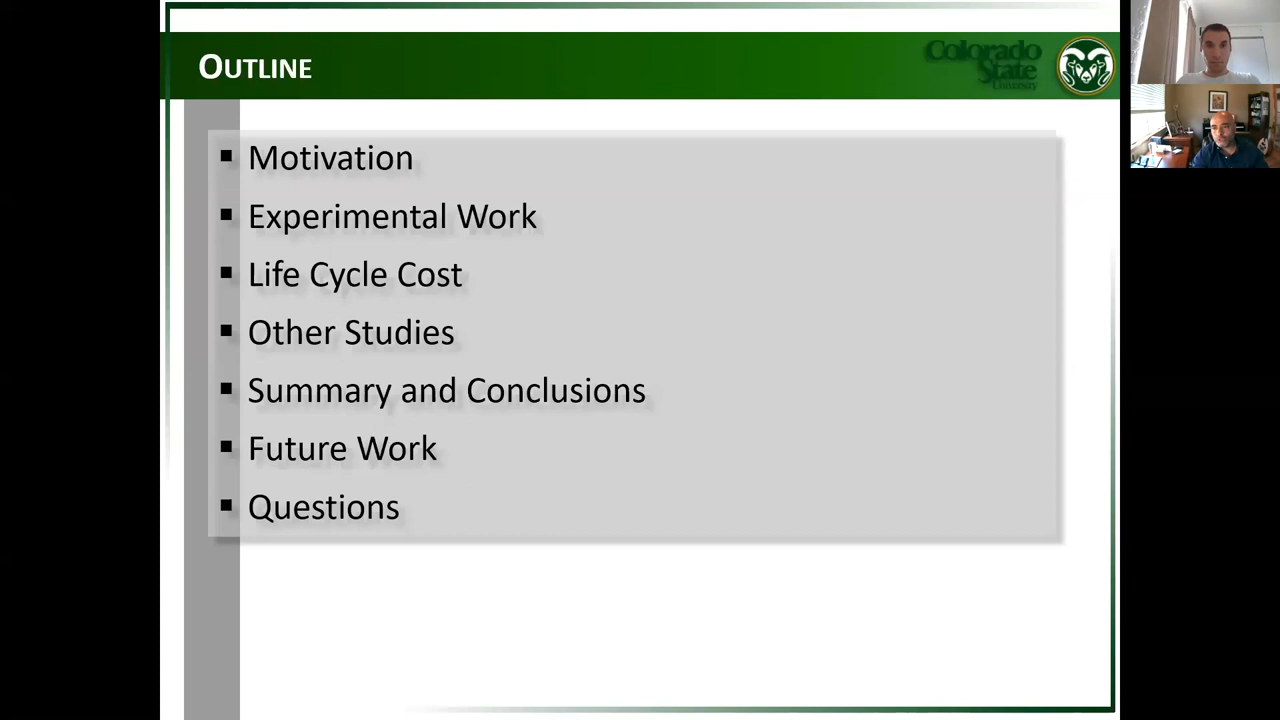 OUTLINE
Colorado
State
University
Motivation
Experimental Work
Life Cycle Cost
Other Studies
Summary and Conclusions
Future Work
Questions